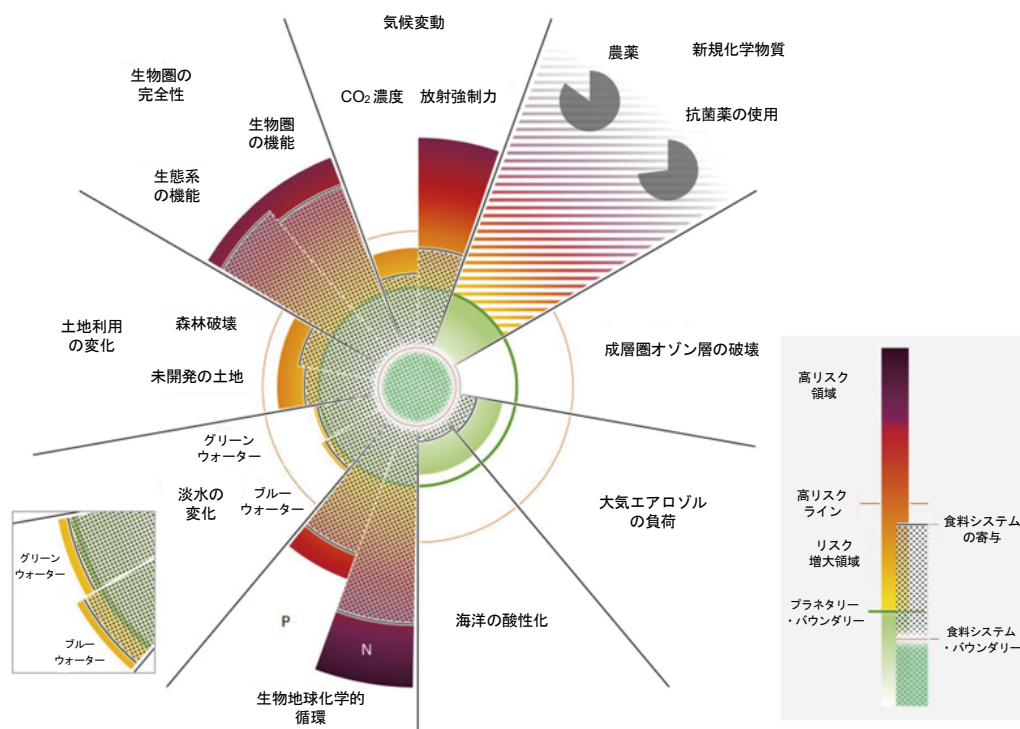 気候変動
CO₂ 濃度
放射強制力
農薬
新規化学物質
抗菌薬の使用
生物圏の
完全性
生物圏
の機能
生態系
の機能
土地利用
の変化
森林破壊
未開発の土地
成層圏オゾン層の破壊
グリーン
ウォーター
淡水の
変化
ブルー
ウォーター
大気エアロゾル
の負荷
海洋の酸性化
P
N
生物地球化学的
循環
グリーン
ウォーター
ブルー
ウォーター
高リスク
領域
高リスク
ライン
リスク
増大領域
プラネタリー
・バウンダリー
食料システム
の寄与
食料システム
・バウンダリー